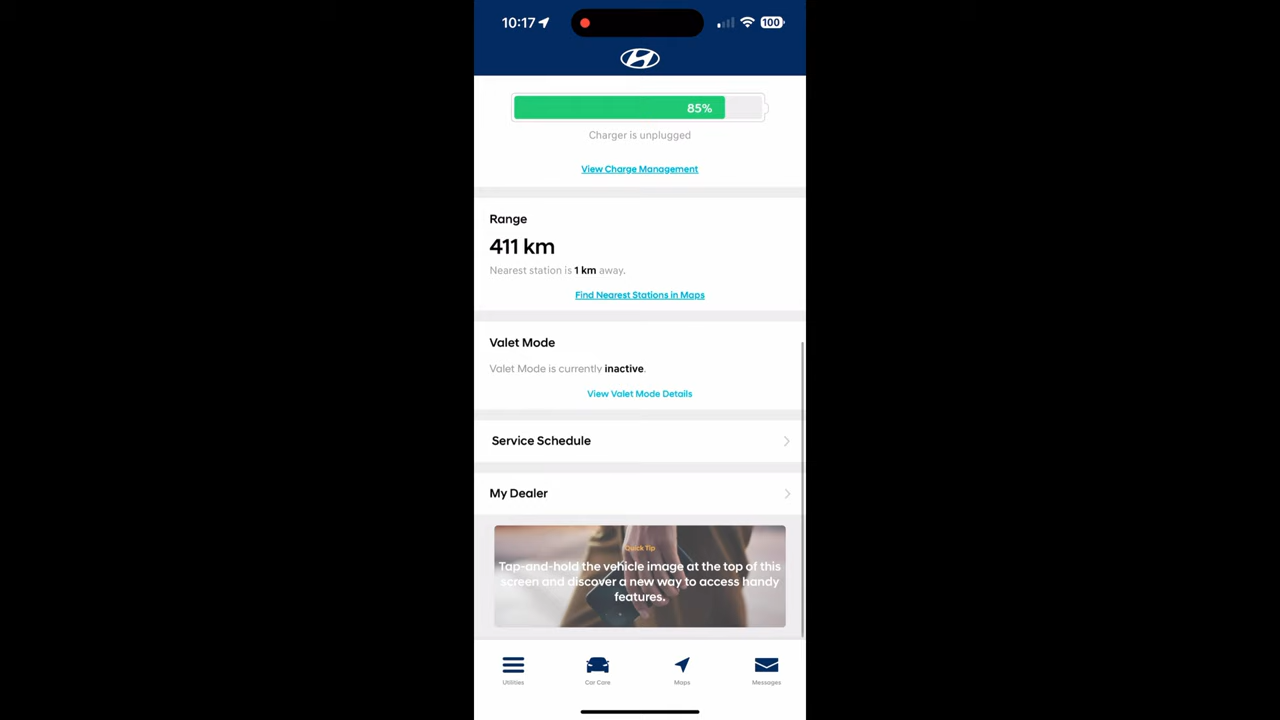 10:17
100
85%
Charger is unplugged
View Charge Management
Range
411 km
Nearest station is 1 km away.
Find Nearest Stations in Maps
Valet Mode
Valet Mode is currently inactive.
View Valet Mode Details
Service Schedule
My Dealer
Quick Tip
Tap-and-hold the vehicle image at the top of this
screen and discover a new way to access handy
features.
Utilities
Car Care
Maps
Messages